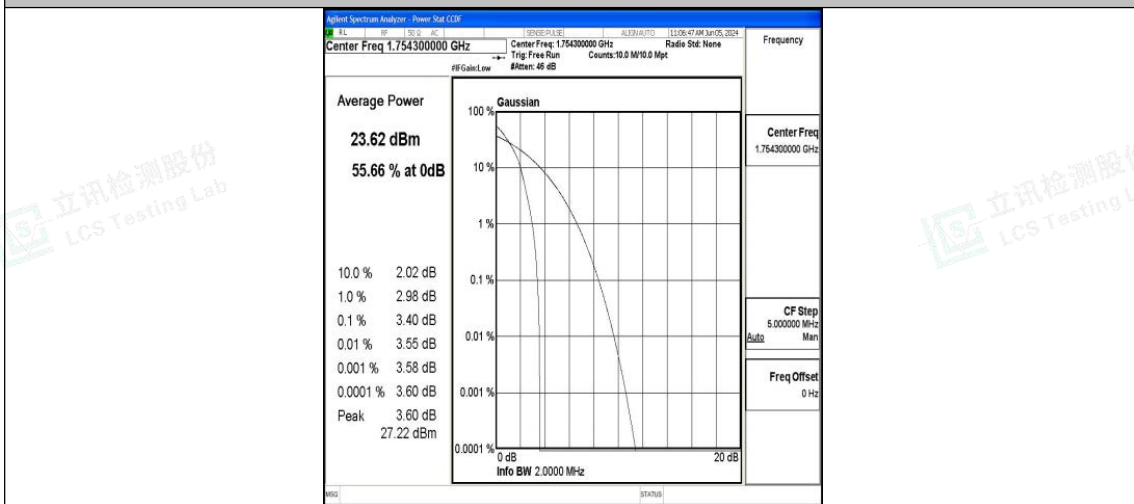 Agilent Spectrum Analyzer - Power Stat CCDF
RL RF 50 Ω AC SENSE:PULSE ALIGNAUTO 11:06:47 AM Jun 05, 2024
Center Freq 1.754300000 GHz
Center Freq: 1.754300000 GHz Radio Std: None
Trig: Free Run Counts:10.0 M/10.0 Mpt
#IFGain:Low #Atten: 46 dB
Frequency
Average Power
23.62 dBm
55.66 % at 0dB
10.0 % 2.02 dB
1.0 % 2.98 dB
0.1 % 3.40 dB
0.01 % 3.55 dB
0.001 % 3.58 dB
0.0001 % 3.60 dB
Peak 3.60 dB
27.22 dBm
Gaussian
100 %
10 %
1 %
0.1 %
0.01 %
0.001 %
0.0001 %
0 dB 20 dB
Info BW 2.0000 MHz
Center Freq
1.754300000 GHz
CF Step
5.000000 MHz
Auto Man
Freq Offset
0 Hz
MSG STATUS
立讯检测股份
LCS Testing Lab
立讯检测股份
LCS Testing L